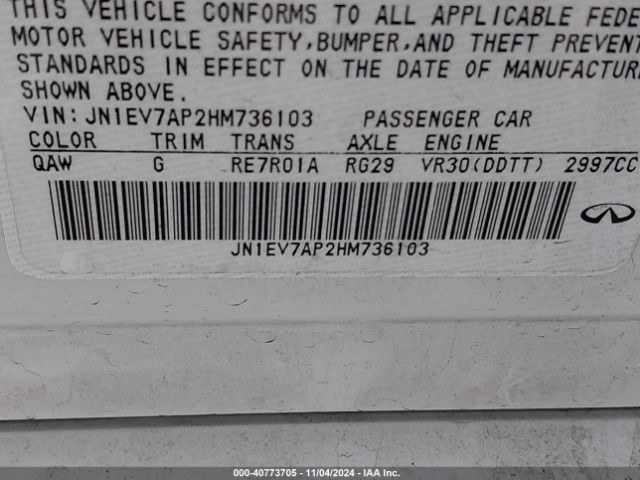 THIS VEHICLE CONFORMS TO ALL APPLICABLE FEDE
MOTOR VEHICLE SAFETY, BUMPER, AND THEFT PREVENT
STANDARDS IN EFFECT ON THE DATE OF MANUFACTUR
SHOWN ABOVE.
VIN: JN1EV7AP2HM736103 PASSENGER CAR
COLOR TRIM TRANS AXLE ENGINE
QAW G RE7R01A RG29 VR30(DDTT) 2997CC
JN1EV7AP2HM736103
000-40773705 - 11/04/2024 - IAA Inc.